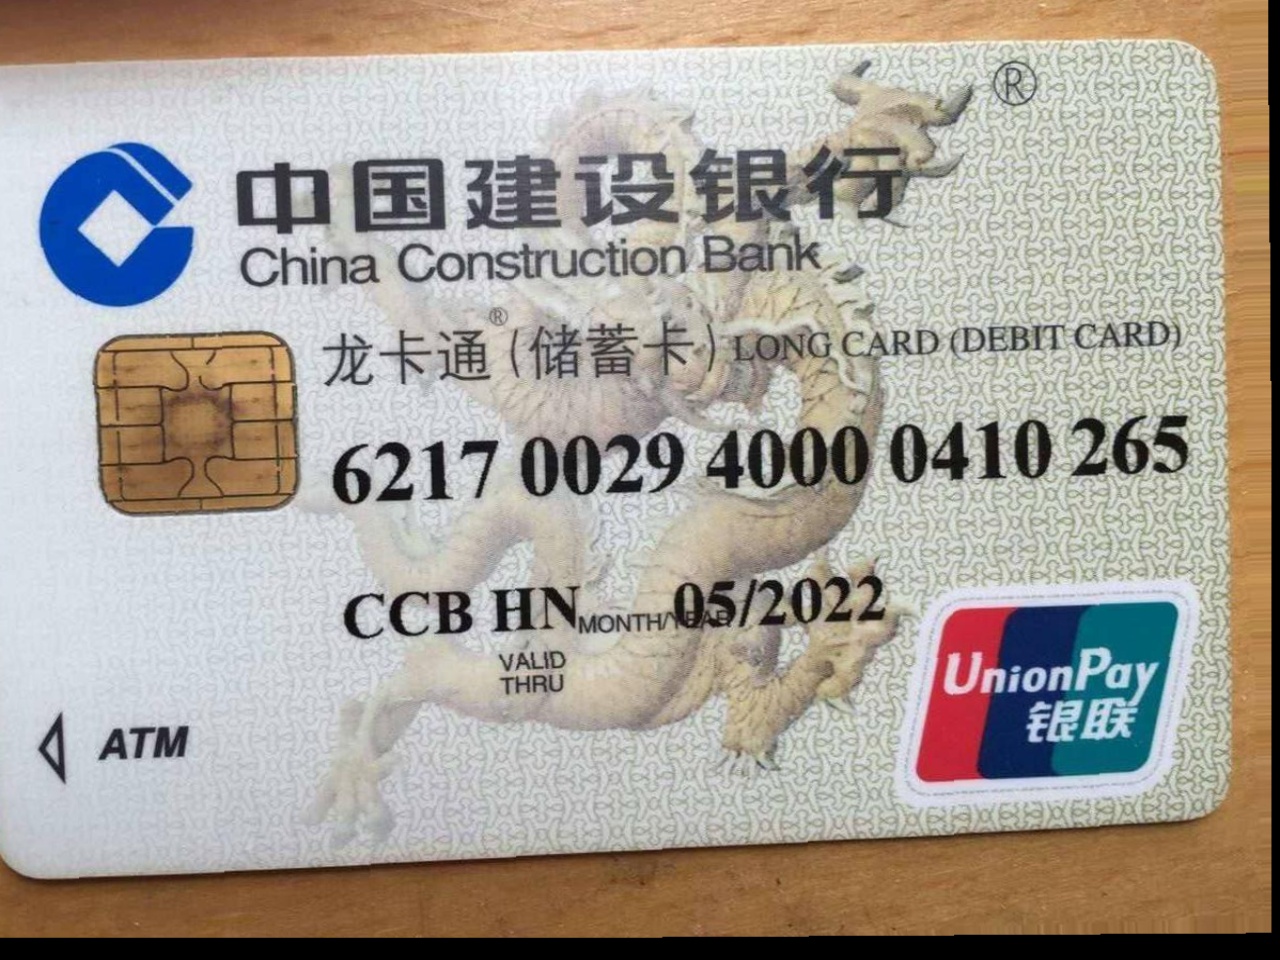 ®
中国建设银行
China Construction Bank
龙卡通®(储蓄卡) LONG CARD (DEBIT CARD)
6217 0029 4000 0410 265
CCB HN MONTH/YEAR 05/2022
VALID
THRU
UnionPay
银联
ATM